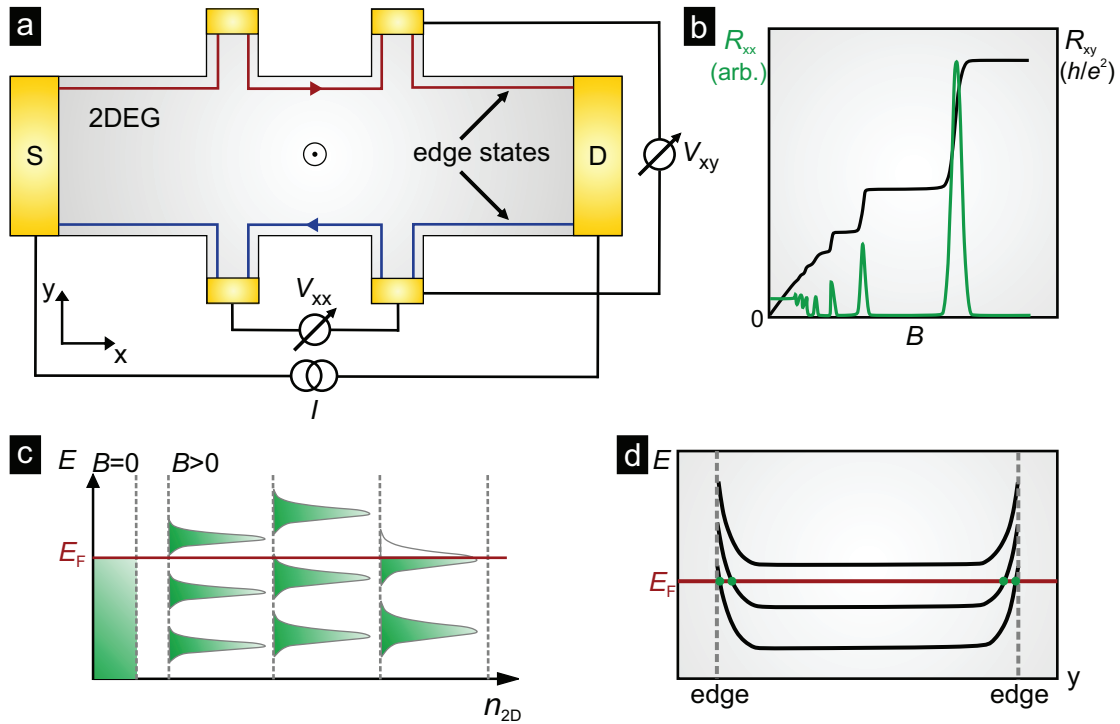 a
2DEG
S
D
edge states
V_xy
V_xx
I
y
x
b
R_xx
(arb.)
R_xy
(h/e²)
0
B
c
E
B=0
B>0
E_F
n_2D
d
E
E_F
y
edge
edge